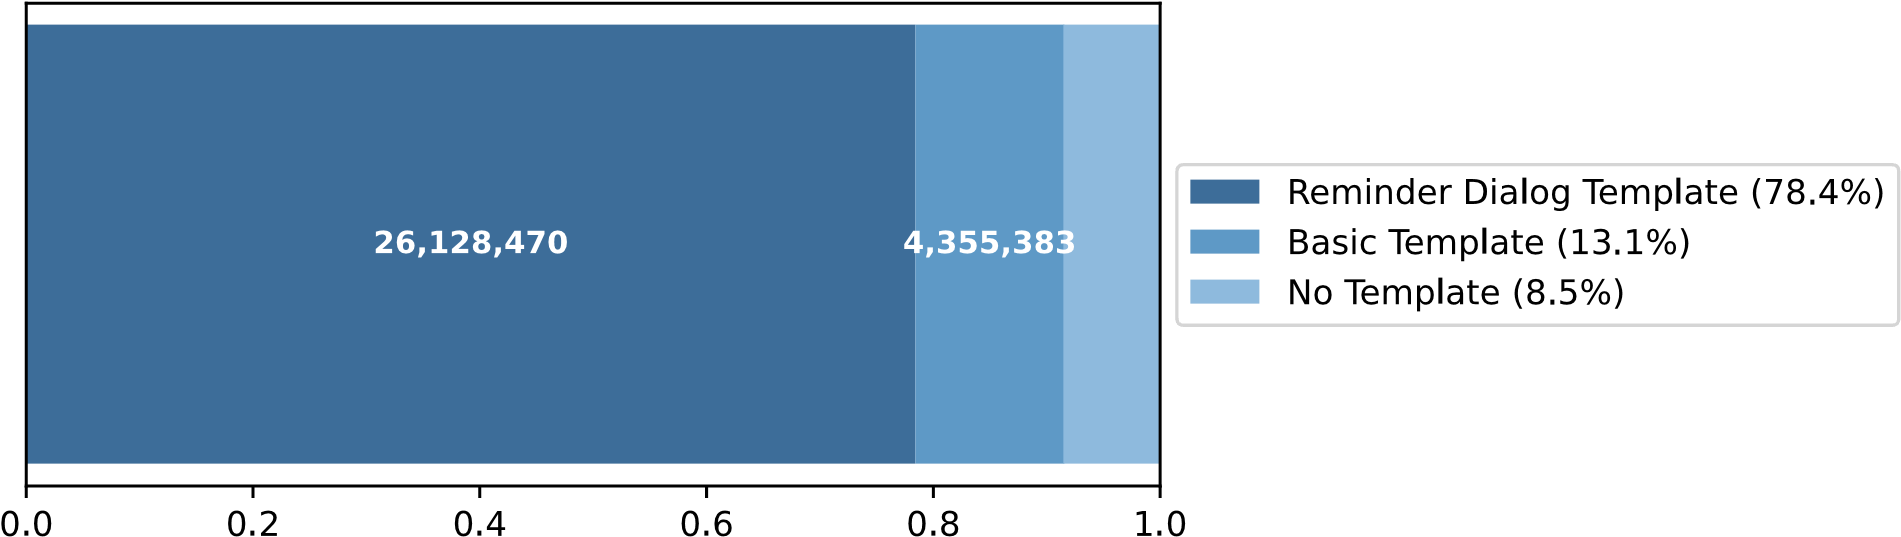 26,128,470
4,355,383
Reminder Dialog Template (78.4%)
Basic Template (13.1%)
No Template (8.5%)
0.0
0.2
0.4
0.6
0.8
1.0